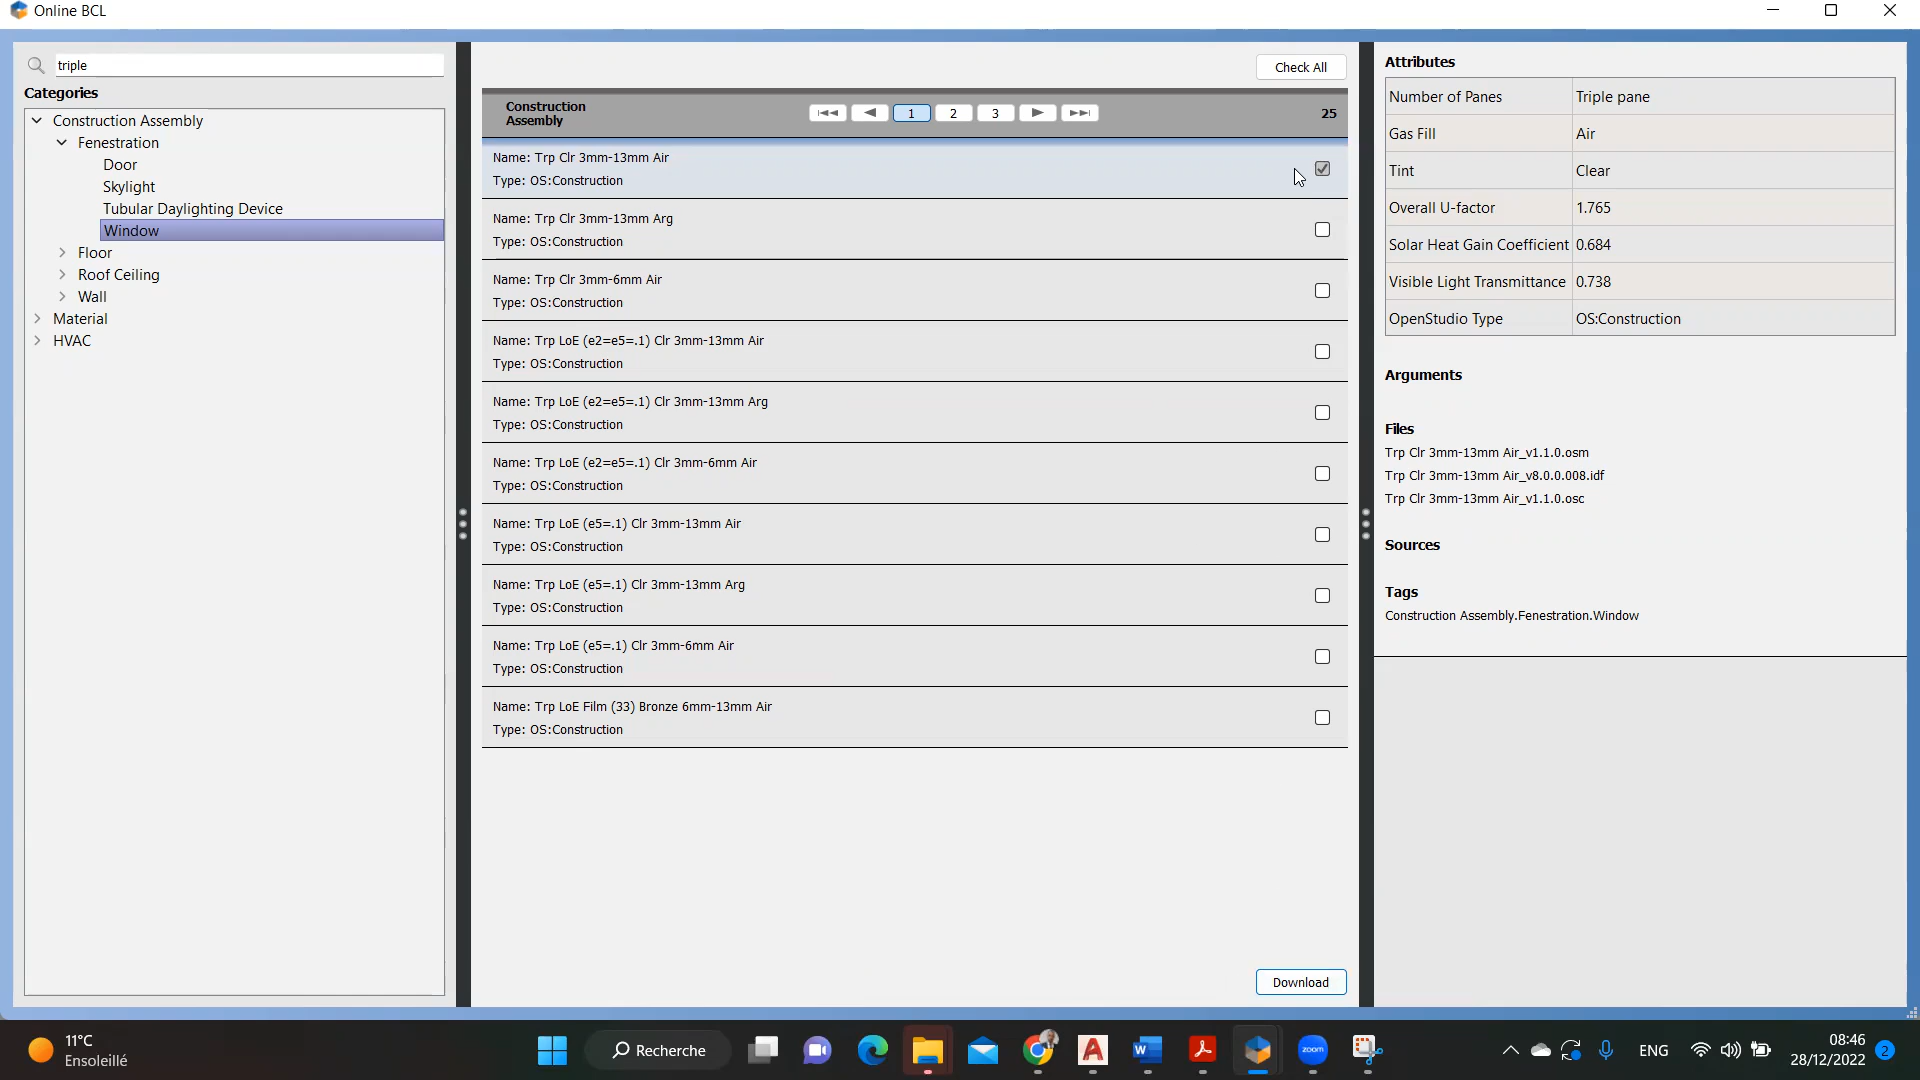 Online BCL
triple
Categories
Construction Assembly
Fenestration
Door
Skylight
Tubular Daylighting Device
Window
Floor
Roof Ceiling
Wall
Material
HVAC
Check All
Construction
Assembly
1 2 3
25
Name: Trp Clr 3mm-13mm Air
Type: OS:Construction
Name: Trp Clr 3mm-13mm Arg
Type: OS:Construction
Name: Trp Clr 3mm-6mm Air
Type: OS:Construction
Name: Trp LoE (e2=e5=.1) Clr 3mm-13mm Air
Type: OS:Construction
Name: Trp LoE (e2=e5=.1) Clr 3mm-13mm Arg
Type: OS:Construction
Name: Trp LoE (e2=e5=.1) Clr 3mm-6mm Air
Type: OS:Construction
Name: Trp LoE (e5=.1) Clr 3mm-13mm Air
Type: OS:Construction
Name: Trp LoE (e5=.1) Clr 3mm-13mm Arg
Type: OS:Construction
Name: Trp LoE (e5=.1) Clr 3mm-6mm Air
Type: OS:Construction
Name: Trp LoE Film (33) Bronze 6mm-13mm Air
Type: OS:Construction
Download
Attributes
Number of Panes Triple pane
Gas Fill Air
Tint Clear
Overall U-factor 1.765
Solar Heat Gain Coefficient 0.684
Visible Light Transmittance 0.738
OpenStudio Type OS:Construction
Arguments
Files
Trp Clr 3mm-13mm Air_v1.1.0.osm
Trp Clr 3mm-13mm Air_v8.0.0.008.idf
Trp Clr 3mm-13mm Air_v1.1.0.osc
Sources
Tags
Construction Assembly.Fenestration.Window
11°C
Ensoleillé
Recherche
zoom
ENG
08:46
28/12/2022
2